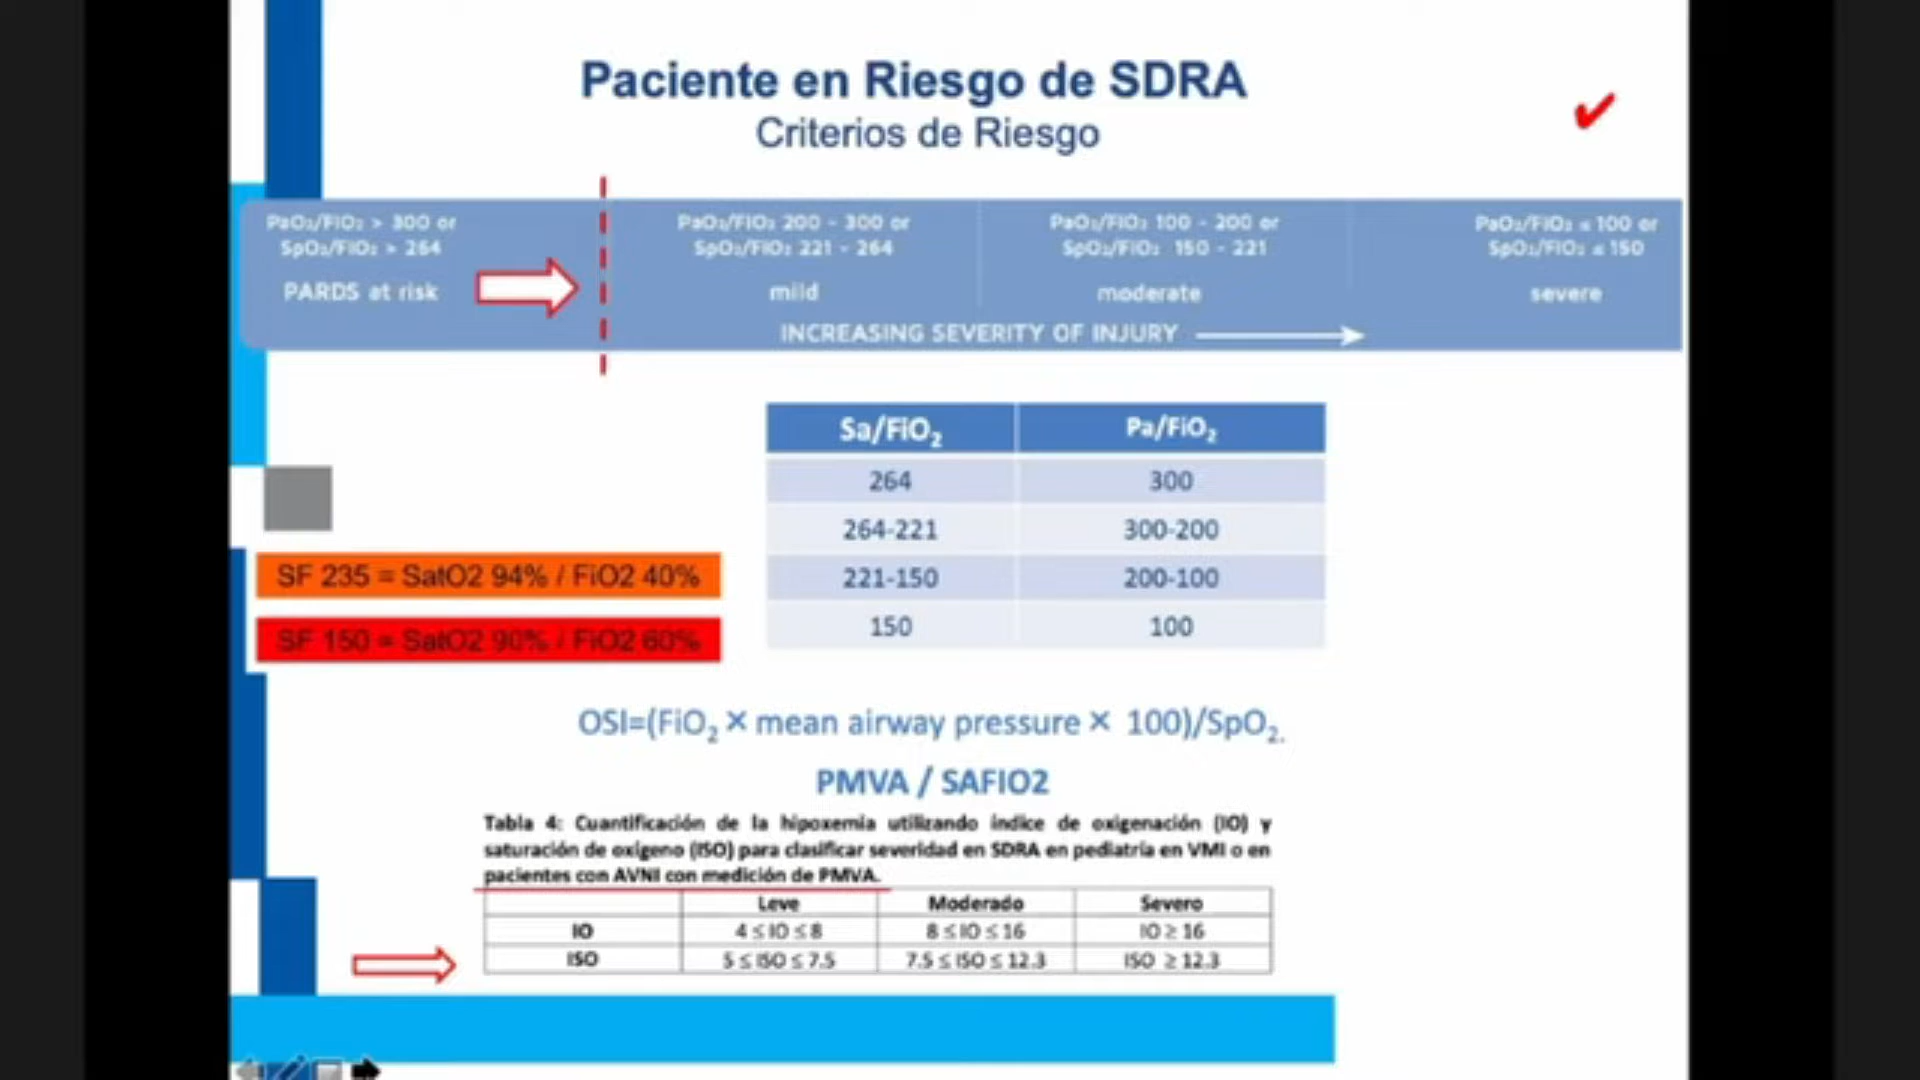 Paciente en Riesgo de SDRA
Criterios de Riesgo
PaO₂/FiO₂ > 300 or
SpO₂/FiO₂ > 264
PARDS at risk
PaO₂/FIO₂ 200 - 300 or
SpO₂/FIO₂ 221 - 264
mild
PaO₂/FIO₂ 100 - 200 or
SpO₂/FIO₂ 150 - 221
moderate
PaO₂/FIO₂ ≤ 100 or
SpO₂/FIO₂ ≤ 150
severe
INCREASING SEVERITY OF INJURY
Sa/FiO₂ Pa/FiO₂
264 300
264-221 300-200
221-150 200-100
150 100
SF 235 = SatO2 94% / FiO2 40%
SF 150 = SatO2 90% / FiO2 60%
OSI=(FiO₂ × mean airway pressure × 100)/SpO₂.
PMVA / SAFIO2
Tabla 4: Cuantificación de la hipoxemia utilizando índice de oxigenación (IO) y
saturación de oxígeno (ISO) para clasificar severidad en SDRA en pediatría en VMI o en
pacientes con AVNI con medición de PMVA.
Leve Moderado Severo
IO 4 ≤ IO ≤ 8 8 ≤ IO ≤ 16 IO ≥ 16
ISO 5 ≤ ISO ≤ 7.5 7.5 ≤ ISO ≤ 12.3 ISO ≥ 12.3